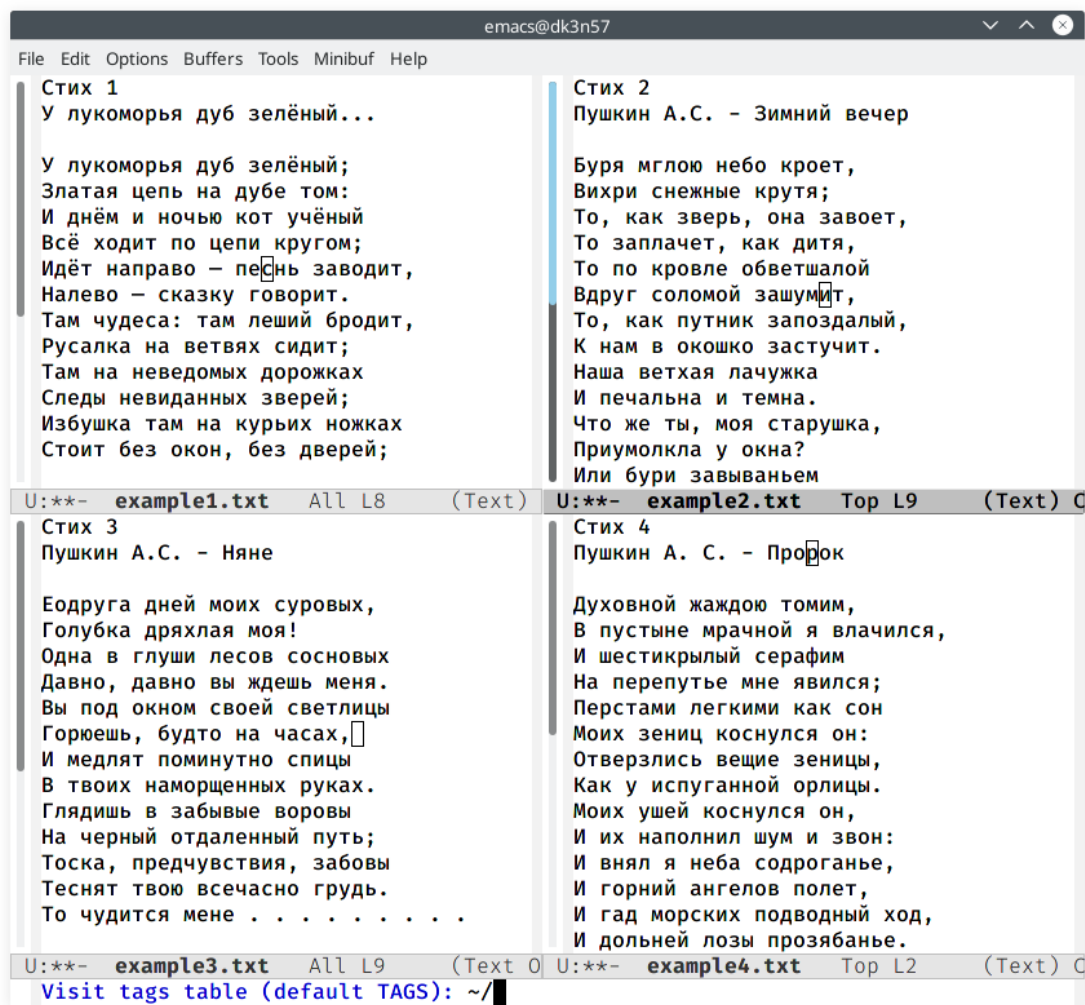 emacs@dk3n57
File Edit Options Buffers Tools Minibuf Help
Стих 1
У лукоморья дуб зелёный...
У лукоморья дуб зелёный;
Златая цепь на дубе том:
И днём и ночью кот учёный
Всё ходит по цепи кругом;
Идёт направо — песнь заводит,
Налево — сказку говорит.
Там чудеса: там леший бродит,
Русалка на ветвях сидит;
Там на неведомых дорожках
Следы невиданных зверей;
Избушка там на курьих ножках
Стоит без окон, без дверей;
U:**- example1.txt All L8 (Text)
Стих 2
Пушкин А.С. - Зимний вечер
Буря мглою небо кроет,
Вихри снежные крутя;
То, как зверь, она завоет,
То заплачет, как дитя,
То по кровле обветшалой
Вдруг соломой зашумит,
То, как путник запоздалый,
К нам в окошко застучит.
Наша ветхая лачужка
И печальна и темна.
Что же ты, моя старушка,
Приумолкла у окна?
Или бури завываньем
U:**- example2.txt Top L9 (Text)
Стих 3
Пушкин А.С. - Няне
Еодруга дней моих суровых,
Голубка дряхлая моя!
Одна в глуши лесов сосновых
Давно, давно вы ждешь меня.
Вы под окном своей светлицы
Горюешь, будто на часах,
И медлят поминутно спицы
В твоих наморщенных руках.
Глядишь в забывые воровы
На черный отдаленный путь;
Тоска, предчувствия, забовы
Теснят твою всечасно грудь.
То чудится мене . . . . . . . . .
U:**- example3.txt All L9 (Text O
Стих 4
Пушкин А. С. - Пророк
Духовной жаждою томим,
В пустыне мрачной я влачился,
И шестикрылый серафим
На перепутье мне явился;
Перстами легкими как сон
Моих зениц коснулся он:
Отверзлись вещие зеницы,
Как у испуганной орлицы.
Моих ушей коснулся он,
И их наполнил шум и звон:
И внял я неба содроганье,
И горний ангелов полет,
И гад морских подводный ход,
И дольней лозы прозябанье.
U:**- example4.txt Top L2 (Text)
Visit tags table (default TAGS): ~/